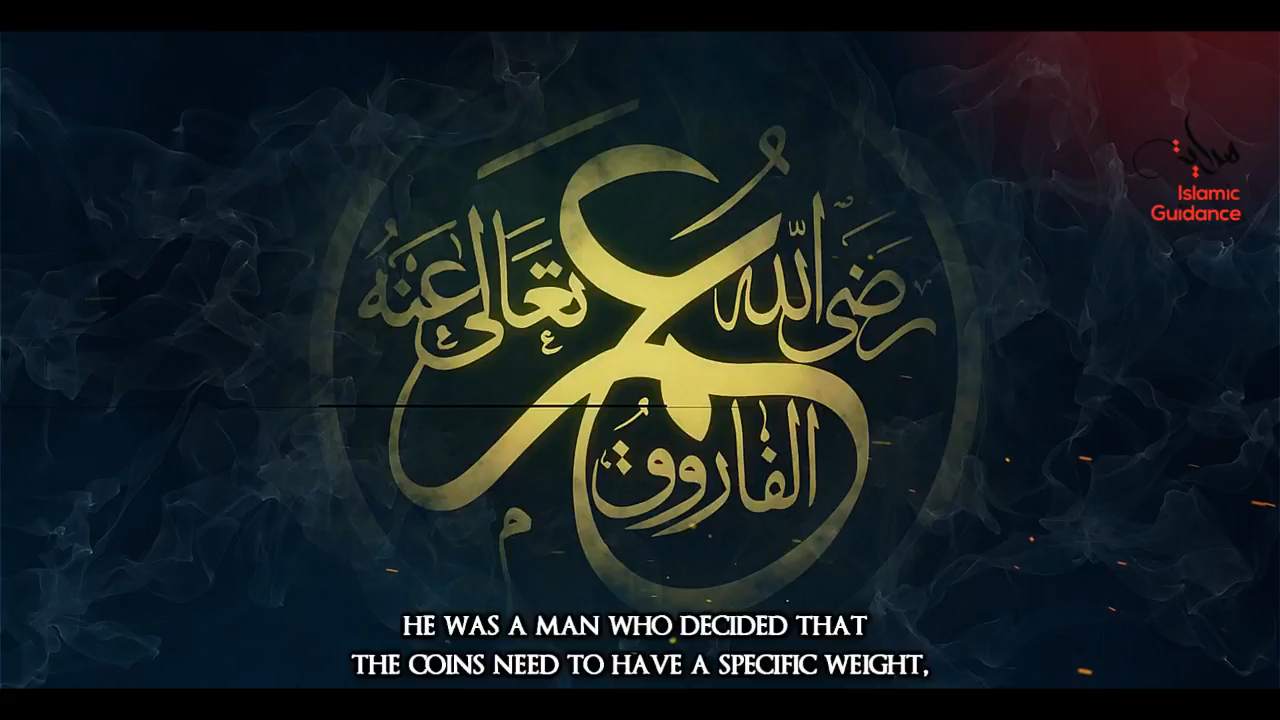 هداية
Islamic
Guidance
عمر
رضي الله تعالى عنه
الفاروق
HE WAS A MAN WHO DECIDED THAT
THE COINS NEED TO HAVE A SPECIFIC WEIGHT,